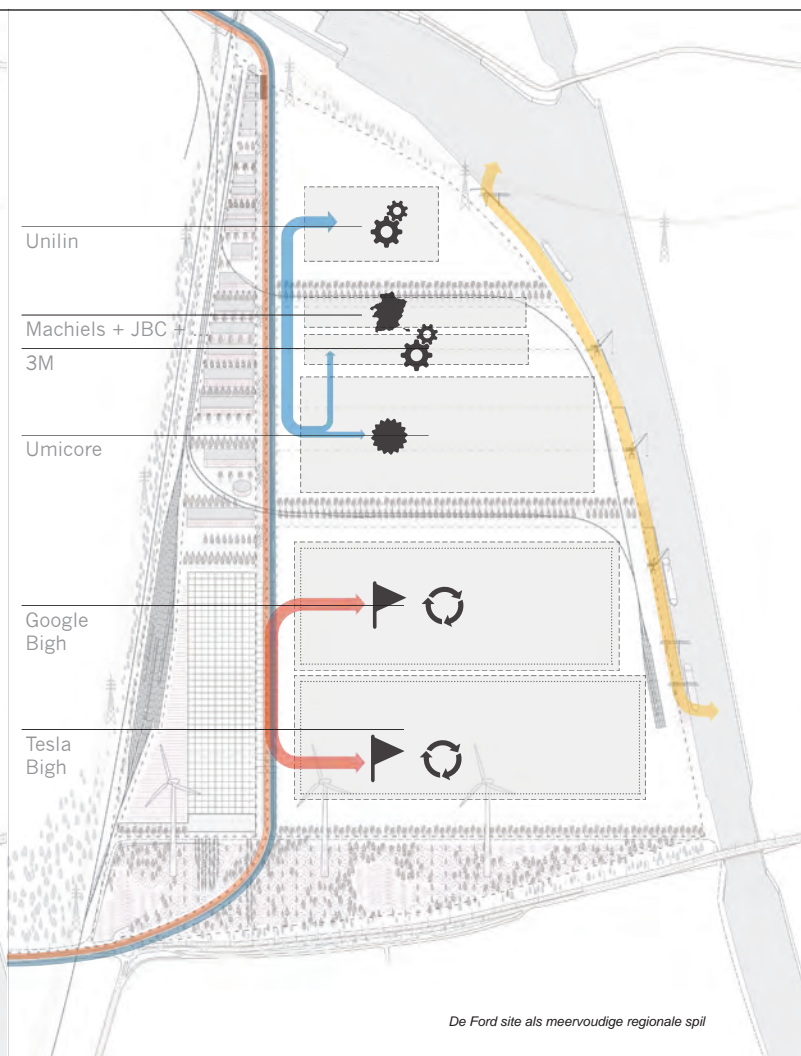 Unilin
Machiels + JBC + ...
3M
Umicore
Google
Bigh
Tesla
Bigh
De Ford site als meervoudige regionale spil